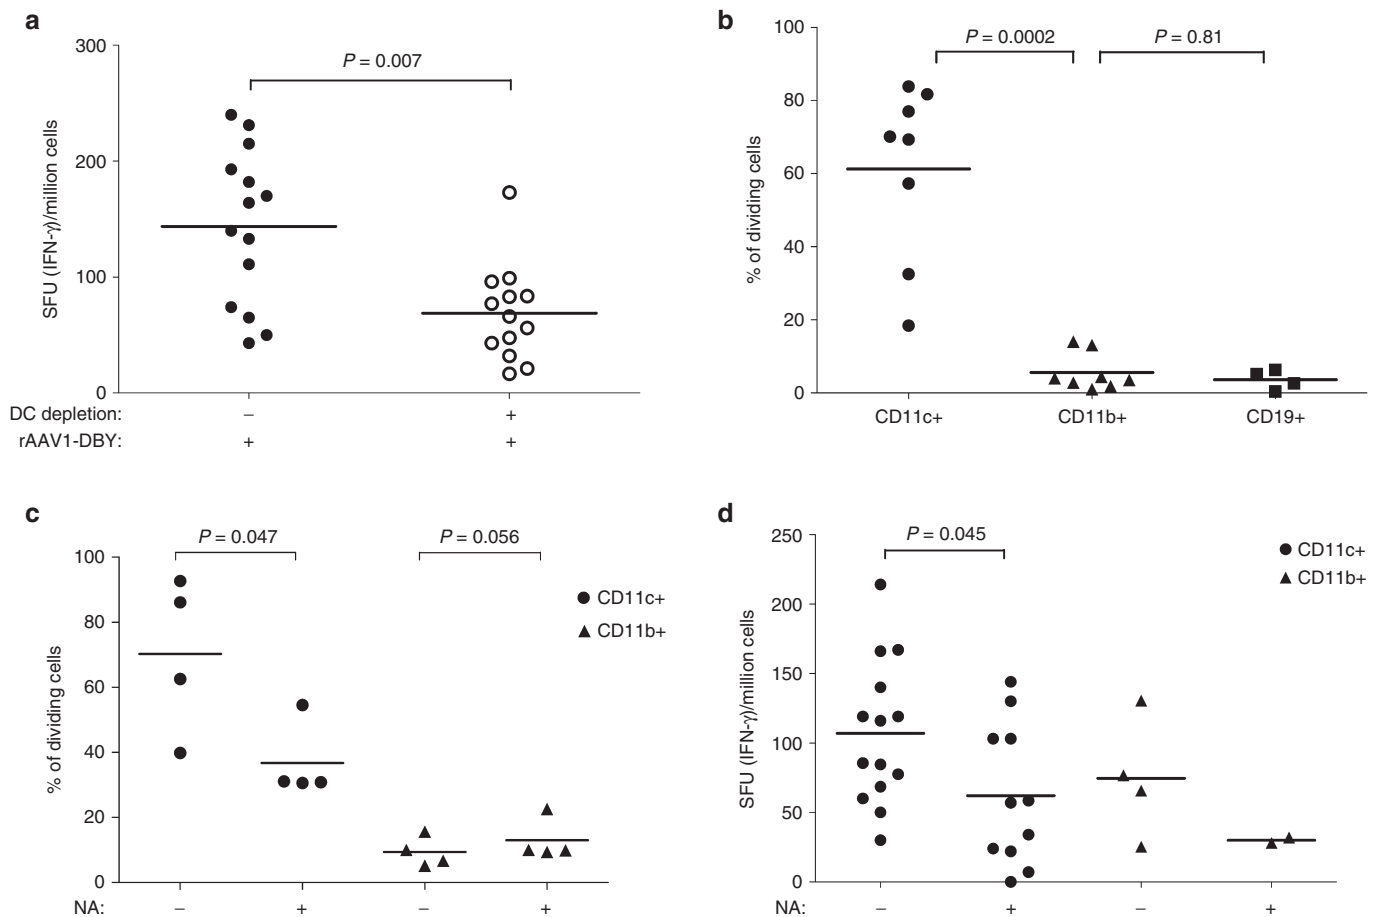 a
300
200
100
0
SFU (IFN-γ)/million cells
P = 0.007
DC depletion: – +
rAAV1-DBY: + +
b
100
80
60
40
20
0
% of dividing cells
P = 0.0002
P = 0.81
CD11c+ CD11b+ CD19+
c
100
80
60
40
20
0
% of dividing cells
P = 0.047
P = 0.056
CD11c+
CD11b+
NA: – + – +
d
250
200
150
100
50
0
SFU (IFN-γ)/million cells
P = 0.045
CD11c+
CD11b+
NA: – + – +